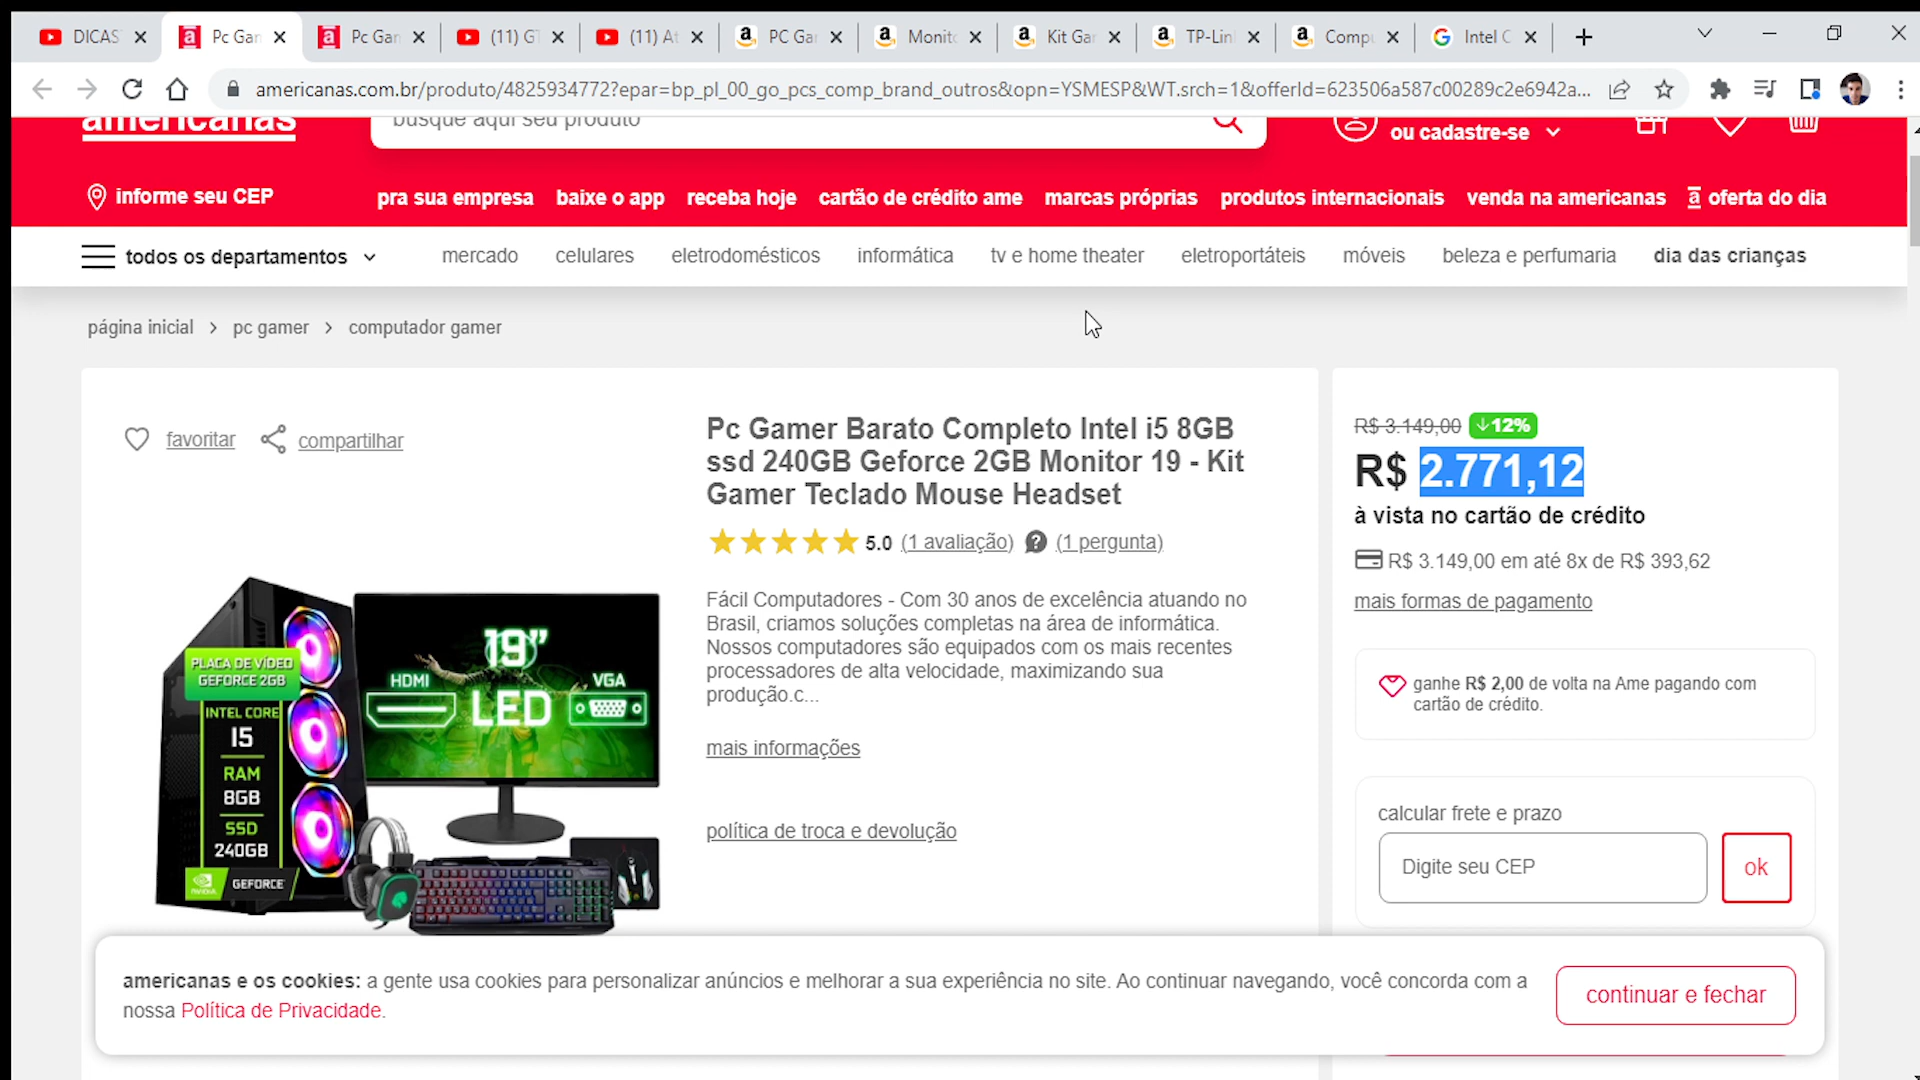 DICAS
Pc Gan
Pc Gan
(11) G
(11) At
PC Gar
Monito
Kit Gar
TP-Lin
Compu
Intel C
americanas.com.br/produto/4825934772?epar=bp_pl_00_go_pcs_comp_brand_outros&opn=YSMESP&WT.srch=1&offerId=623506a587c00289c2e6942a...
americanas
busque aqui seu produto
ou cadastre-se
informe seu CEP
pra sua empresa
baixe o app
receba hoje
cartão de crédito ame
marcas próprias
produtos internacionais
venda na americanas
a oferta do dia
todos os departamentos
mercado
celulares
eletrodomésticos
informática
tv e home theater
eletroportáteis
móveis
beleza e perfumaria
dia das crianças
página inicial > pc gamer > computador gamer
favoritar
compartilhar
Pc Gamer Barato Completo Intel i5 8GB
ssd 240GB Geforce 2GB Monitor 19 - Kit
Gamer Teclado Mouse Headset
5.0 (1 avaliação) ? (1 pergunta)
Fácil Computadores - Com 30 anos de excelência atuando no
Brasil, criamos soluções completas na área de informática.
Nossos computadores são equipados com os mais recentes
processadores de alta velocidade, maximizando sua
produção.c...
mais informações
política de troca e devolução
PLACA DE VÍDEO
GEFORCE 2GB
INTEL CORE
I5
RAM
8GB
SSD
240GB
NVIDIA
GEFORCE
19”
HDMI
LED
VGA
R$ 3.149,00 ↓12%
R$ 2.771,12
à vista no cartão de crédito
R$ 3.149,00 em até 8x de R$ 393,62
mais formas de pagamento
ganhe R$ 2,00 de volta na Ame pagando com
cartão de crédito.
calcular frete e prazo
Digite seu CEP
ok
americanas e os cookies: a gente usa cookies para personalizar anúncios e melhorar a sua experiência no site. Ao continuar navegando, você concorda com a
nossa Política de Privacidade.
continuar e fechar